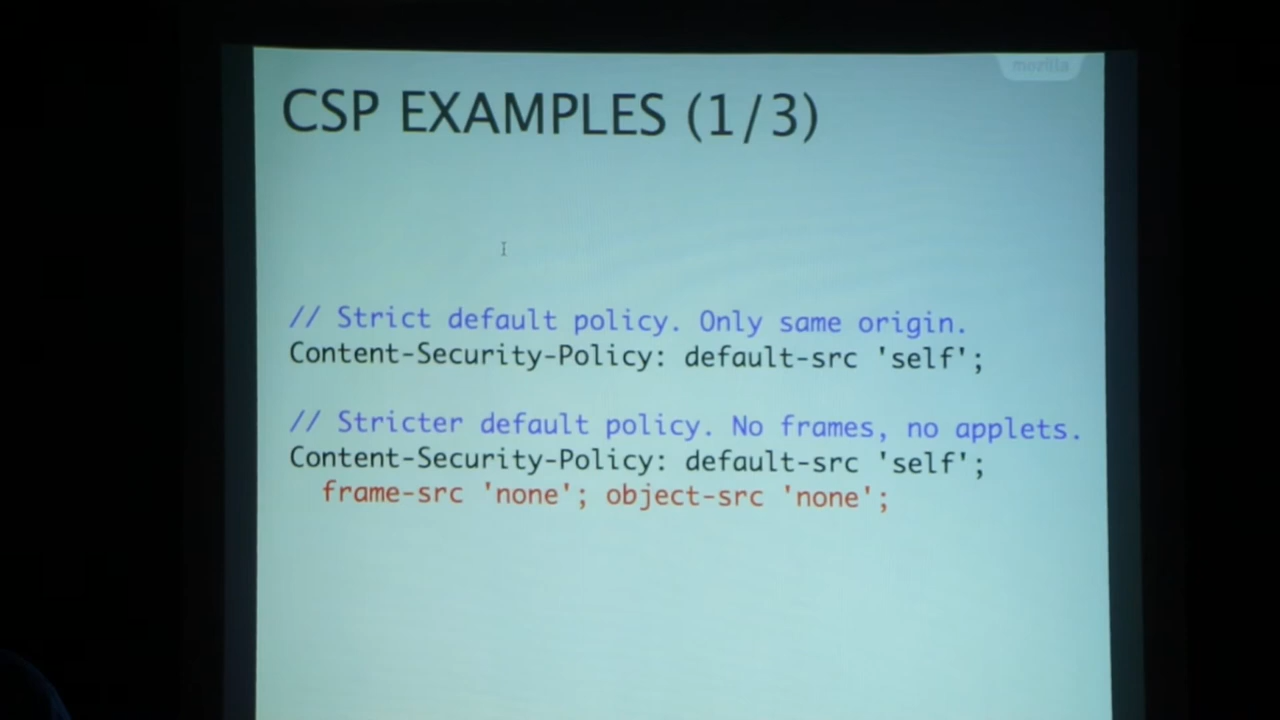 mozilla
CSP EXAMPLES (1/3)
// Strict default policy. Only same origin.
Content-Security-Policy: default-src 'self';
// Stricter default policy. No frames, no applets.
Content-Security-Policy: default-src 'self';
frame-src 'none'; object-src 'none';